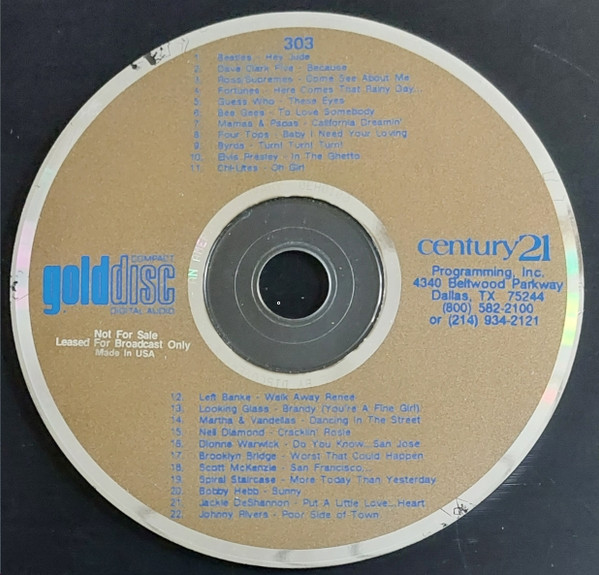 303
1. Beatles - Hey Jude
2. Dave Clark Five - Because
3. Ross/Supremes - Come See About Me
4. Fortunes - Here Comes That Rainy Day...
5. Guess Who - These Eyes
6. Bee Gees - To Love Somebody
7. Mamas & Papas - California Dreamin'
8. Four Tops - Baby I Need Your Loving
9. Byrds - Turn! Turn! Turn!
10. Elvis Presley - In The Ghetto
11. Chi-Lites - Oh Girl
COMPACT
golddisc
DIGITAL AUDIO
Not For Sale
Leased For Broadcast Only
Made In USA
century21
Programming, Inc.
4340 Beltwood Parkway
Dallas, TX 75244
(800) 582-2100
or (214) 934-2121
12. Left Banke - Walk Away Renee
13. Looking Glass - Brandy (You're A Fine Girl)
14. Martha & Vandellas - Dancing In The Street
15. Neil Diamond - Cracklin' Rosie
16. Dionne Warwick - Do You Know...San Jose
17. Brooklyn Bridge - Worst That Could Happen
18. Scott McKenzie - San Francisco...
19. Spiral Staircase - More Today Than Yesterday
20. Bobby Hebb - Sunny
21. Jackie DeShannon - Put A Little Love...Heart
22. Johnny Rivers - Poor Side of Town